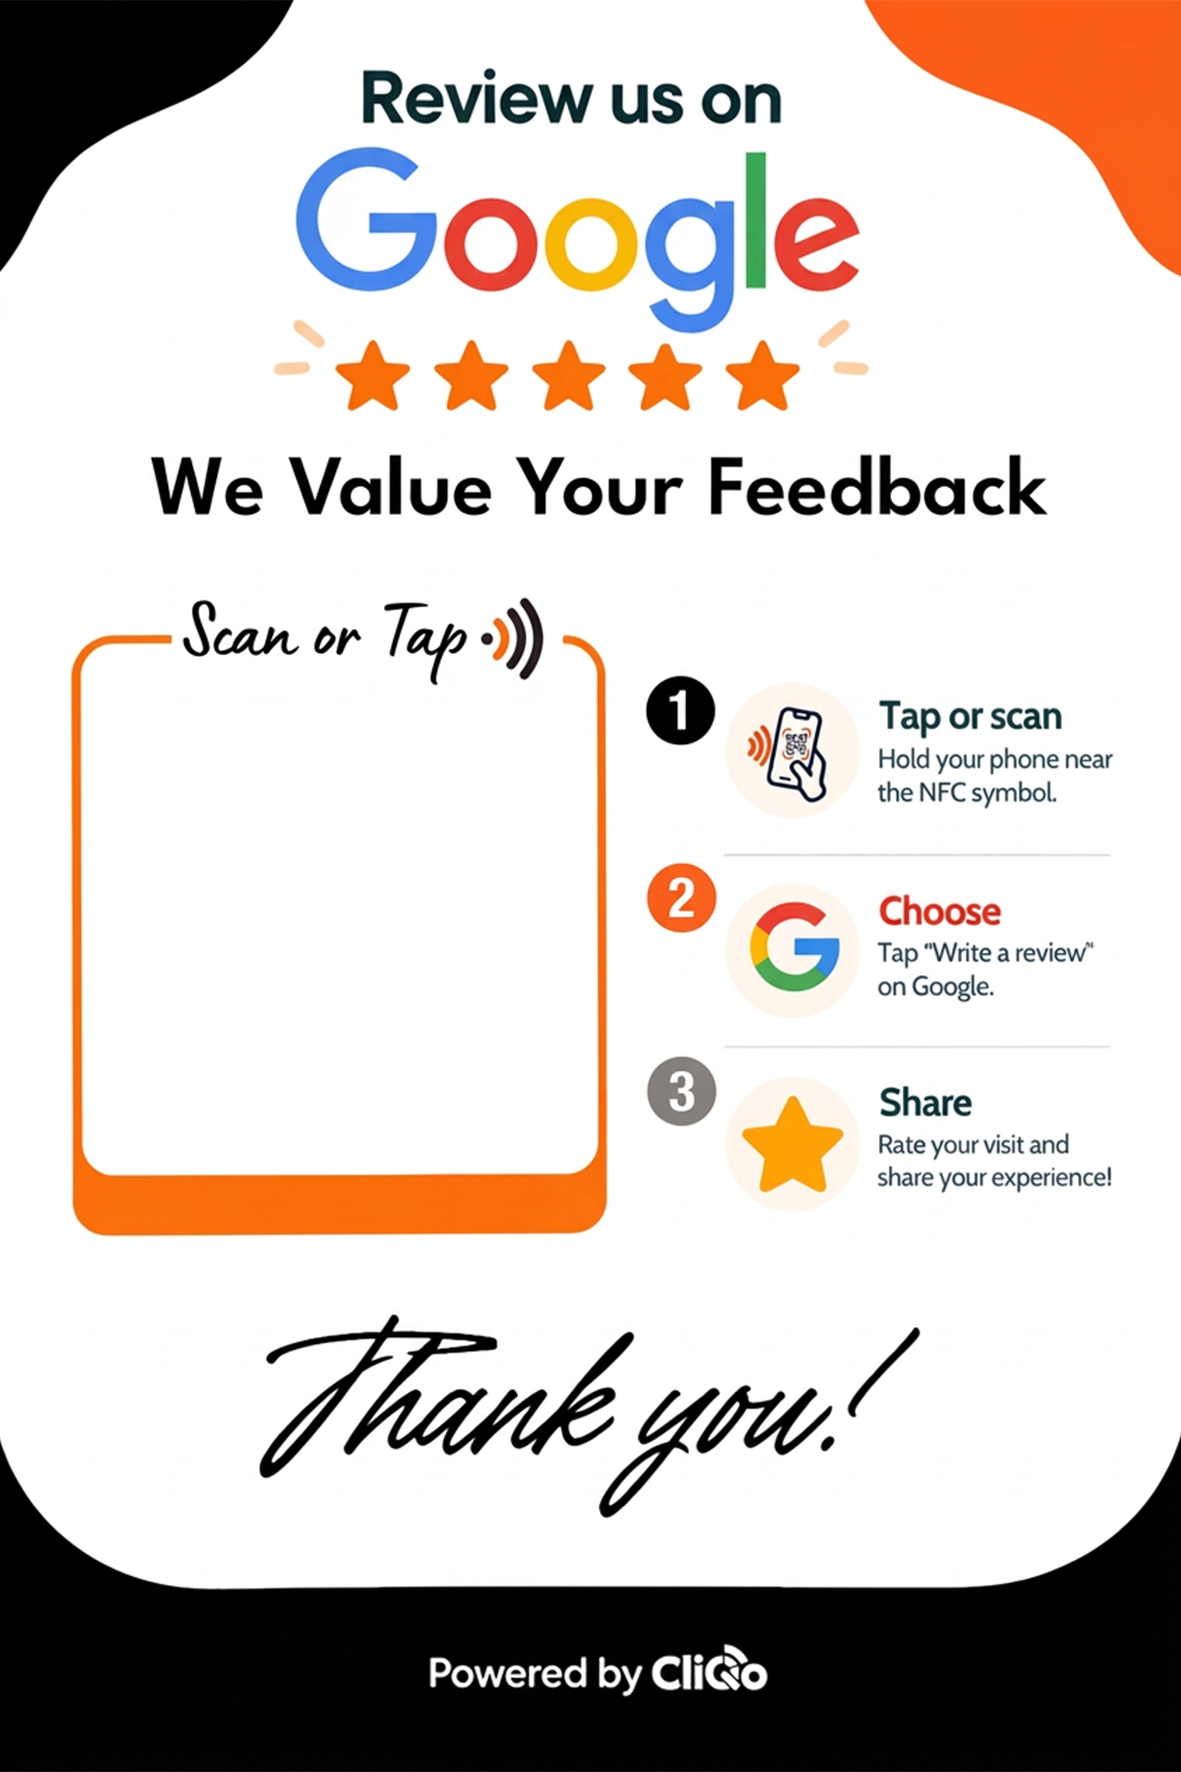 Review us on
Google
We Value Your Feedback
Scan or Tap
1
Tap or scan
Hold your phone near
the NFC symbol.
2
Choose
Tap "Write a review"
on Google.
3
Share
Rate your visit and
share your experience!
Thank you!
Powered by CliQo